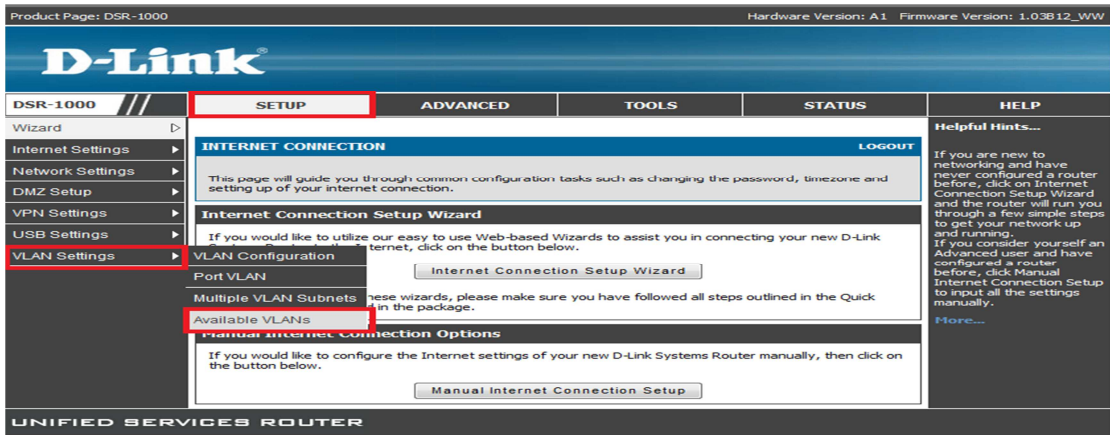 Product Page: DSR-1000 Hardware Version: A1 Firmware Version: 1.03B12_WW
D-Link®
DSR-1000 SETUP ADVANCED TOOLS STATUS HELP
Wizard
Internet Settings
Network Settings
DMZ Setup
VPN Settings
USB Settings
VLAN Settings
VLAN Configuration
Port VLAN
Multiple VLAN Subnets
Available VLANs
INTERNET CONNECTION LOGOUT
This page will guide you through common configuration tasks such as changing the password, timezone and
setting up of your internet connection.
Internet Connection Setup Wizard
If you would like to utilize our easy to use Web-based Wizards to assist you in connecting your new D-Link
ternet, click on the button below.
Internet Connection Setup Wizard
hese wizards, please make sure you have followed all steps outlined in the Quick
in the package.
Manual Internet Connection Options
If you would like to configure the Internet settings of your new D-Link Systems Router manually, then click on
the button below.
Manual Internet Connection Setup
Helpful Hints...
If you are new to
networking and have
never configured a router
before, click on Internet
Connection Setup Wizard
and the router will run you
through a few simple steps
to get your network up
and running.
If you consider yourself an
Advanced user and have
configured a router
before, click Manual
Internet Connection Setup
to input all the settings
manually.
More...
UNIFIED SERVICES ROUTER